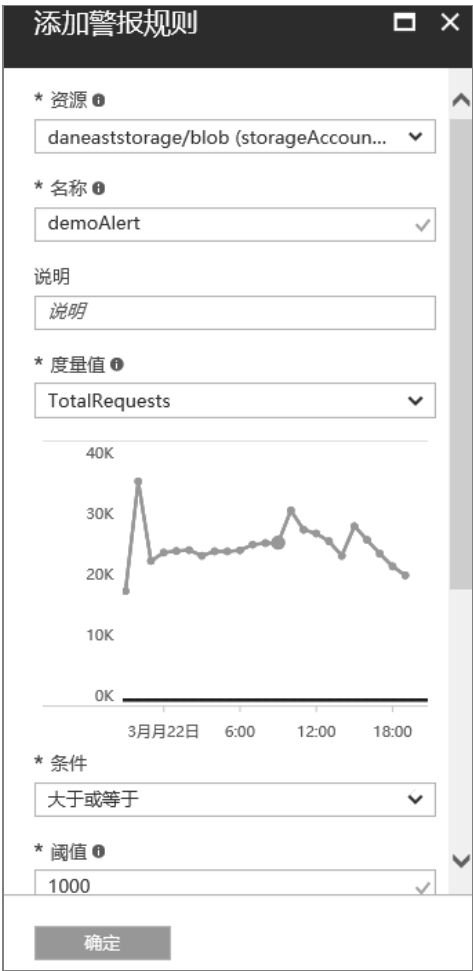 添加警报规则
* 资源
daneaststorage/blob (storageAccoun...
* 名称
demoAlert
说明
说明
* 度量值
TotalRequests
40K
30K
20K
10K
0K
3月月22日 6:00 12:00 18:00
* 条件
大于或等于
* 阈值
1000
确定